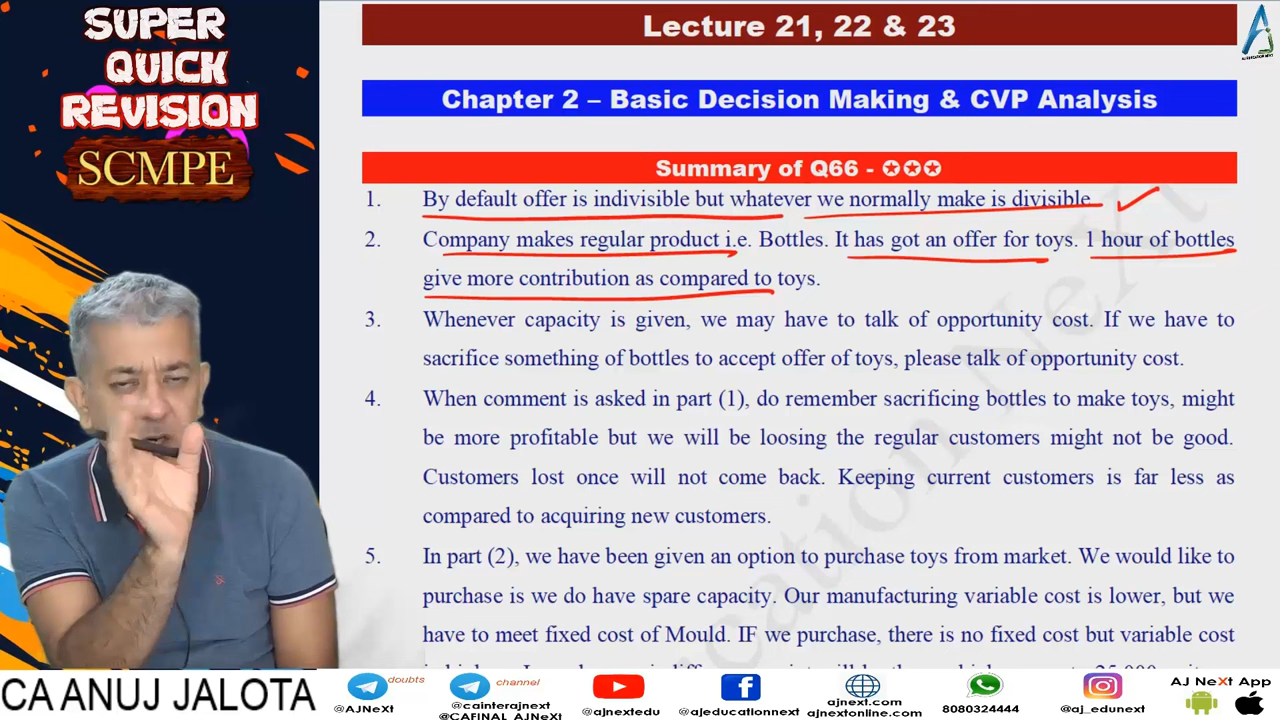 SUPER
QUICK
REVISION
SCMPE
Lecture 21, 22 & 23
Chapter 2 – Basic Decision Making & CVP Analysis
Summary of Q66 - ✪✪✪
1. By default offer is indivisible but whatever we normally make is divisible.
2. Company makes regular product i.e. Bottles. It has got an offer for toys. 1 hour of bottles
give more contribution as compared to toys.
3. Whenever capacity is given, we may have to talk of opportunity cost. If we have to
sacrifice something of bottles to accept offer of toys, please talk of opportunity cost.
4. When comment is asked in part (1), do remember sacrificing bottles to make toys, might
be more profitable but we will be loosing the regular customers might not be good.
Customers lost once will not come back. Keeping current customers is far less as
compared to acquiring new customers.
5. In part (2), we have been given an option to purchase toys from market. We would like to
purchase is we do have spare capacity. Our manufacturing variable cost is lower, but we
have to meet fixed cost of Mould. IF we purchase, there is no fixed cost but variable cost
CA ANUJ JALOTA
doubts
@AJNeXt
channel
@cainterajnext
@CAFINAL_AJNeXt
@ajnextedu
@ajeducationnext
ajnext.com
ajnextonline.com
8080324444
@aj_edunext
AJ NeXt App